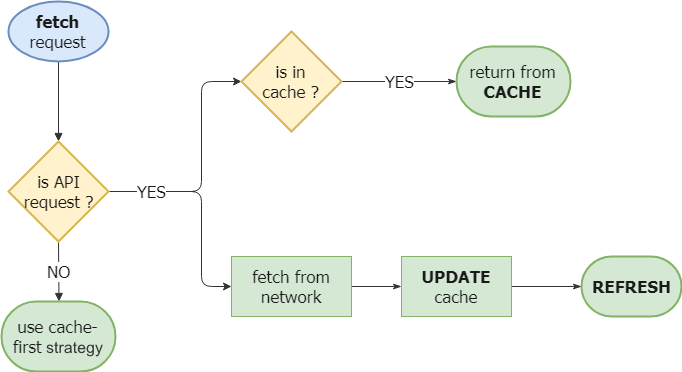 fetch
request
is API
request ?
NO
use cache-
first strategy
YES
is in
cache ?
YES
return from
CACHE
fetch from
network
UPDATE
cache
REFRESH